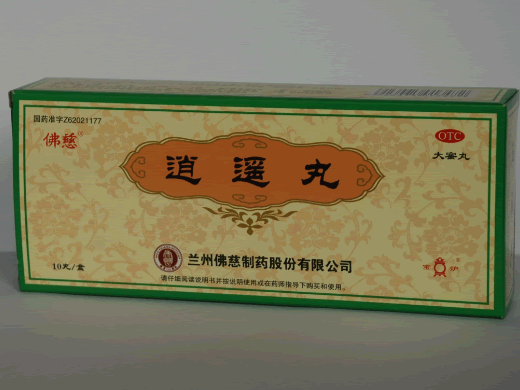 国药准字Z62021177
佛慈
OTC
大蜜丸
逍遥丸
10丸/盒
兰州佛慈制药股份有限公司
请仔细阅读说明书并按说明使用或在药师指导下购买和使用。